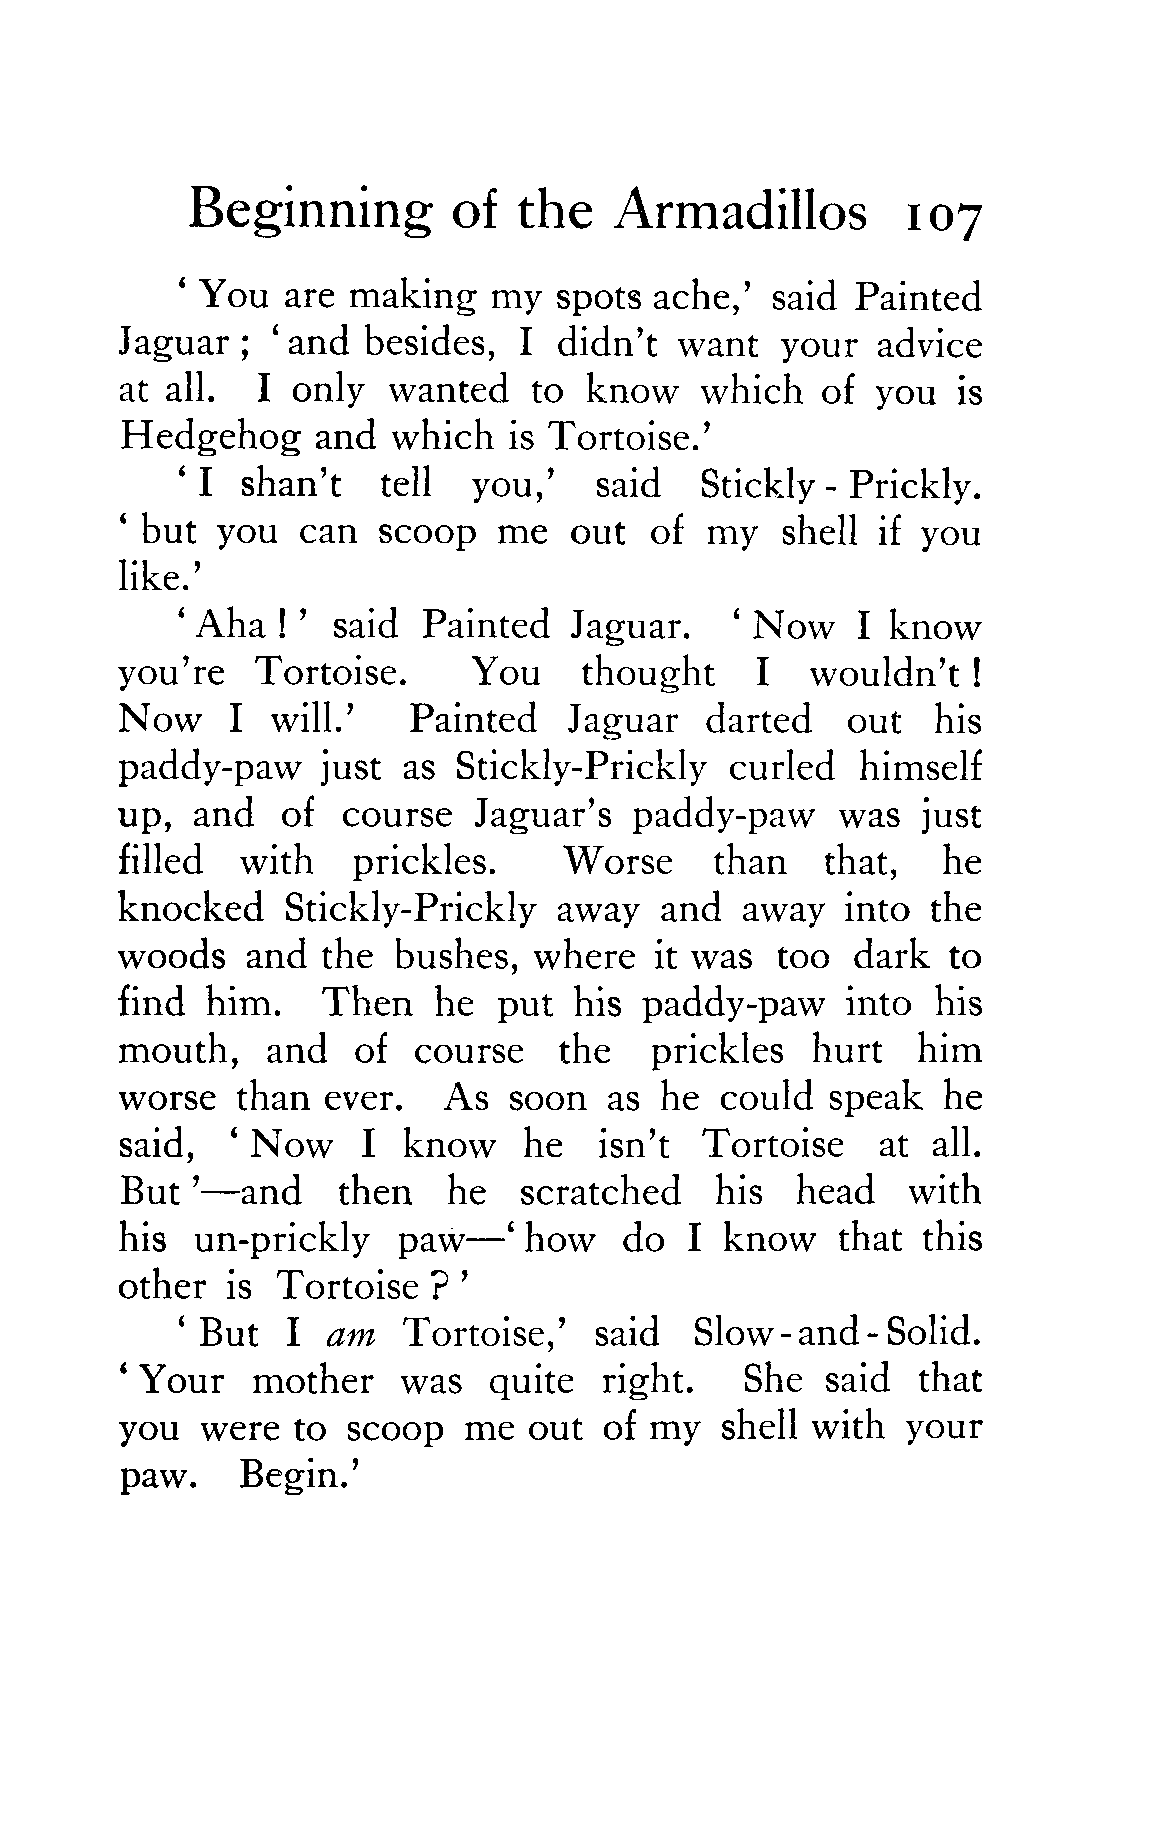 Beginning of the Armadillos 107
‘ You are making my spots ache,’ said Painted
Jaguar ; ‘ and besides, I didn’t want your advice
at all. I only wanted to know which of you is
Hedgehog and which is Tortoise.’
‘ I shan’t tell you,’ said Stickly - Prickly.
‘ but you can scoop me out of my shell if you
like.’
‘ Aha ! ’ said Painted Jaguar. ‘ Now I know
you’re Tortoise. You thought I wouldn’t !
Now I will.’ Painted Jaguar darted out his
paddy-paw just as Stickly-Prickly curled himself
up, and of course Jaguar’s paddy-paw was just
filled with prickles. Worse than that, he
knocked Stickly-Prickly away and away into the
woods and the bushes, where it was too dark to
find him. Then he put his paddy-paw into his
mouth, and of course the prickles hurt him
worse than ever. As soon as he could speak he
said, ‘ Now I know he isn’t Tortoise at all.
But ’—and then he scratched his head with
his un-prickly paw—‘ how do I know that this
other is Tortoise ? ’
‘ But I am Tortoise,’ said Slow - and - Solid.
‘ Your mother was quite right. She said that
you were to scoop me out of my shell with your
paw. Begin.’